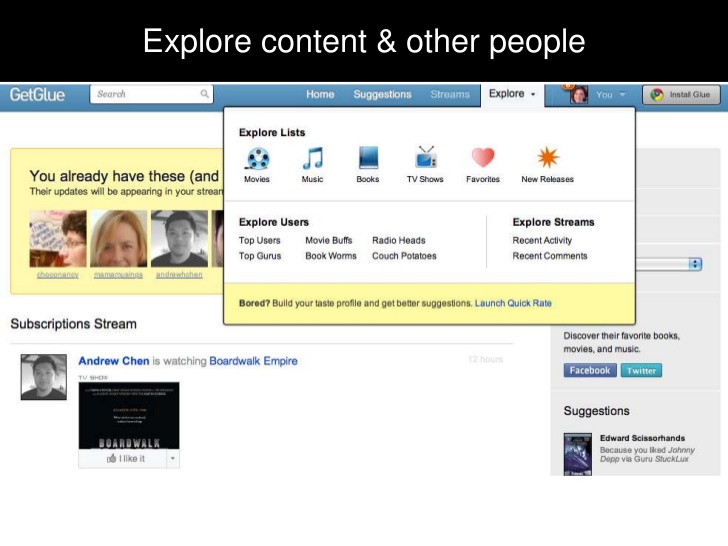 Explore content & other people
GetGlue
Search
Home Suggestions Streams Explore You Install Glue
Explore Lists
Movies Music Books TV Shows Favorites New Releases
You already have these (and
Their updates will be appearing in your stream
choconancy mamamusings andrewhchen
Explore Users
Top Users Movie Buffs Radio Heads
Top Gurus Book Worms Couch Potatoes
Explore Streams
Recent Activity
Recent Comments
Bored? Build your taste profile and get better suggestions. Launch Quick Rate
Subscriptions Stream
Andrew Chen is watching Boardwalk Empire
12 hours
TV SHOW
BOARDWALK
I like it
Discover their favorite books,
movies, and music.
Facebook Twitter
Suggestions
Edward Scissorhands
Because you liked Johnny
Depp via Guru StuckLux